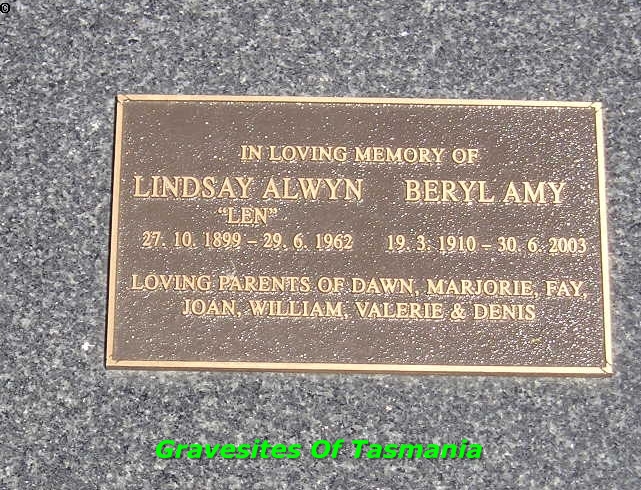 IN LOVING MEMORY OF
LINDSAY ALWYN BERYL AMY
"LEN"
27. 10. 1899 – 29. 6. 1962 19. 3. 1910 – 30. 6. 2003
LOVING PARENTS OF DAWN, MARJORIE, FAY,
JOAN, WILLIAM, VALERIE & DENIS
Gravesites Of Tasmania